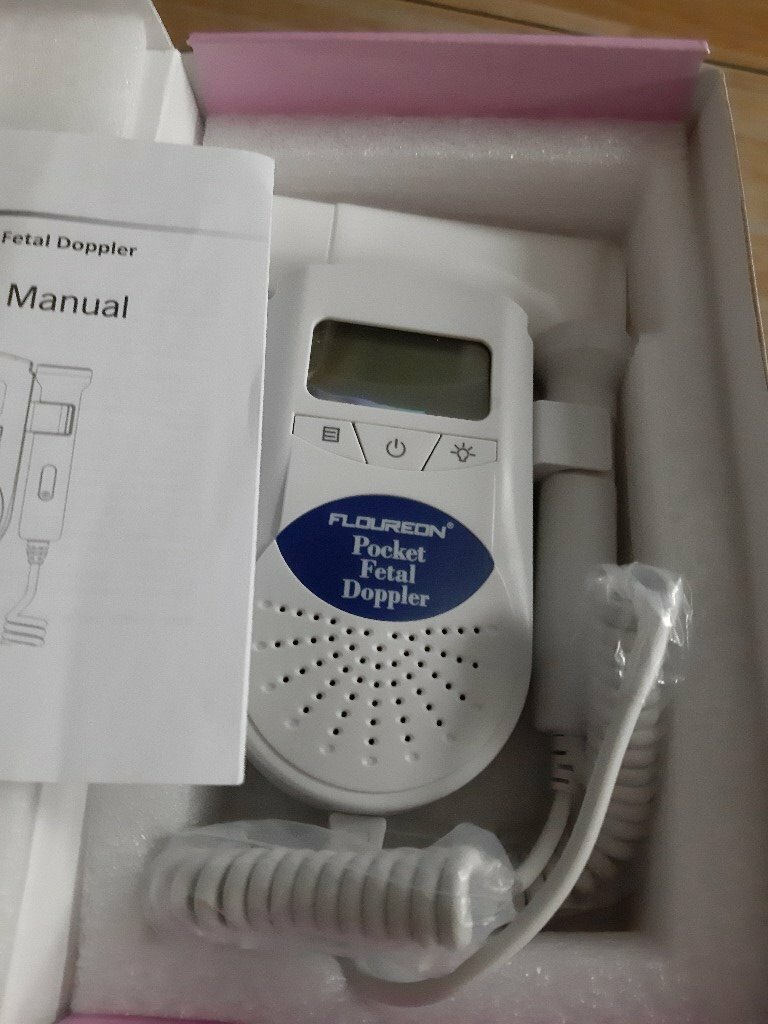 Fetal Doppler
Manual
FLOUREON®
Pocket
Fetal
Doppler